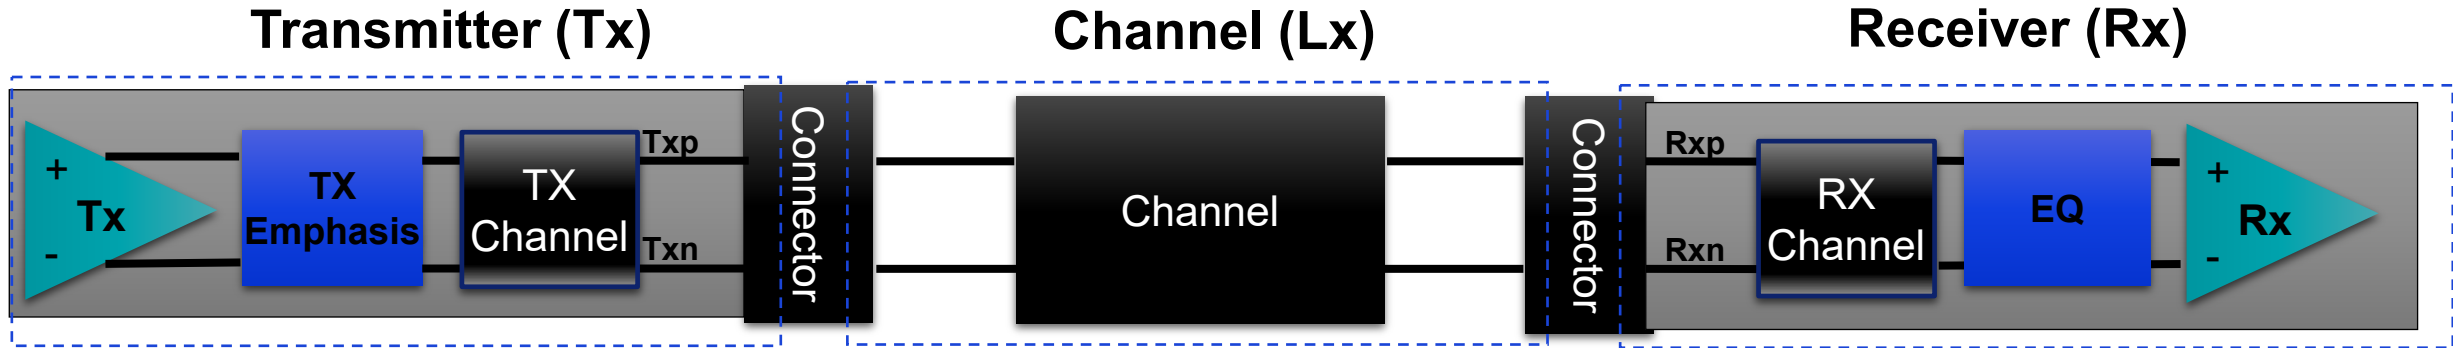 Transmitter (Tx)
Channel (Lx)
Receiver (Rx)
+
Tx
-
TX
Emphasis
TX
Channel
Txp
Txn
Connector
Channel
Connector
Rxp
Rxn
RX
Channel
EQ
+
Rx
-